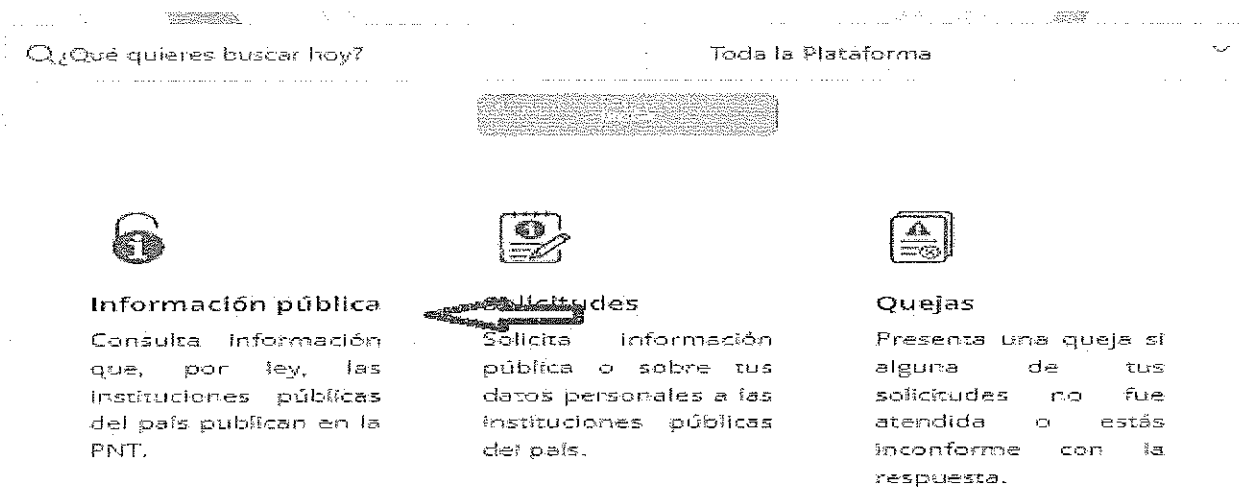 ¿Qué quieres buscar hoy?
Toda la Plataforma
Información pública
Consulta información
que, por ley, las
instituciones públicas
del país publican en la
PNT.
Solicitudes
Solicita información
pública o sobre tus
datos personales a las
instituciones públicas
del país.
Quejas
Presenta una queja si
alguna de tus
solicitudes no fue
atendida o estás
inconforme con la
respuesta.